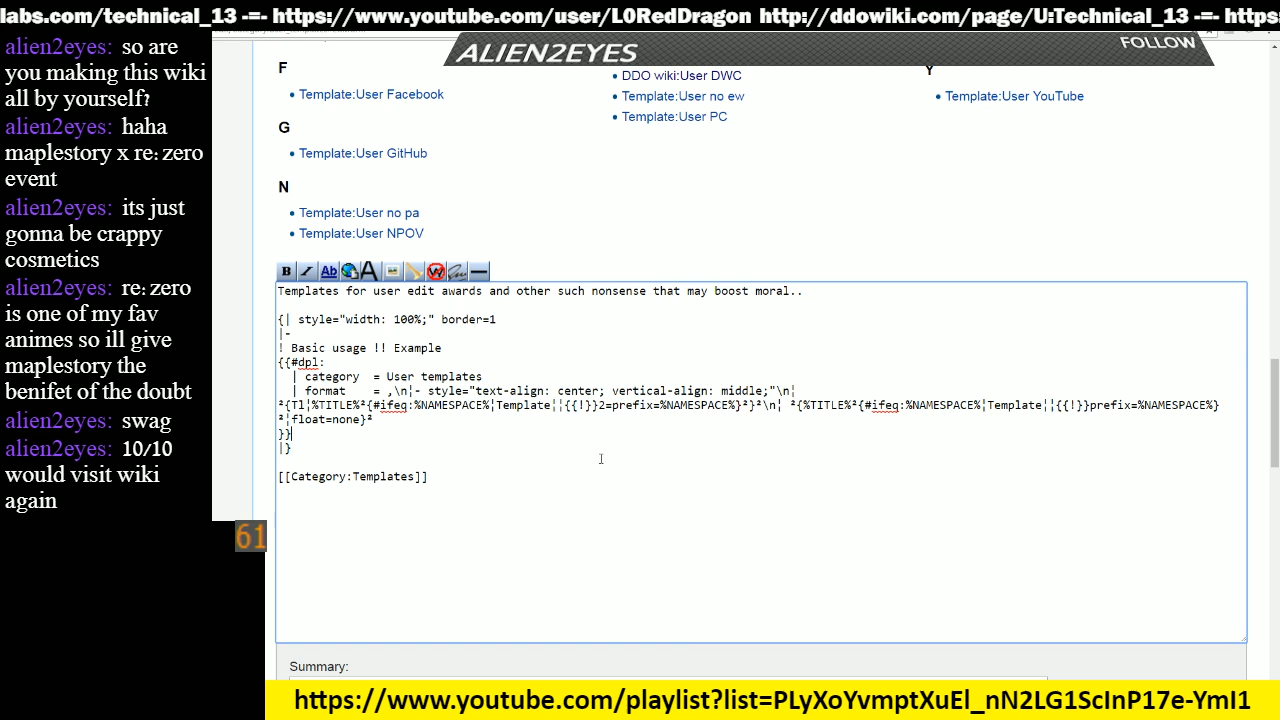 labs.com/technical_13 -=- https://www.youtube.com/user/L0RedDragon http://ddowiki.com/page/U:Technical_13 -=- https
alien2eyes: so are
you making this wiki
all by yourself?
alien2eyes: haha
maplestory x re:zero
event
alien2eyes: its just
gonna be crappy
cosmetics
alien2eyes: re:zero
is one of my fav
animes so ill give
maplestory the
benifet of the doubt
alien2eyes: swag
alien2eyes: 10/10
would visit wiki
again
61
ALIEN2EYES
FOLLOW
F
• Template:User Facebook
G
• Template:User GitHub
N
• Template:User no pa
• Template:User NPOV
• DDO wiki:User DWC
• Template:User no ew
• Template:User PC
Y
• Template:User YouTube
B I Ab A W
Templates for user edit awards and other such nonsense that may boost moral..
{| style="width: 100%;" border=1
|-
! Basic usage !! Example
{{#dpl:
| category = User templates
| format = ,\n¦- style="text-align: center; vertical-align: middle;"\n¦
²{Tl¦%TITLE%²{#ifeq:%NAMESPACE%¦Template¦¦{{!}}2=prefix=%NAMESPACE%}²}²\n¦ ²{%TITLE%²{#ifeq:%NAMESPACE%¦Template¦¦{{!}}prefix=%NAMESPACE%}
²¦float=none}²
}}
|}
[[Category:Templates]]
Summary:
https://www.youtube.com/playlist?list=PLyXoYvmptXuEl_nN2LG1ScInP17e-YmI1